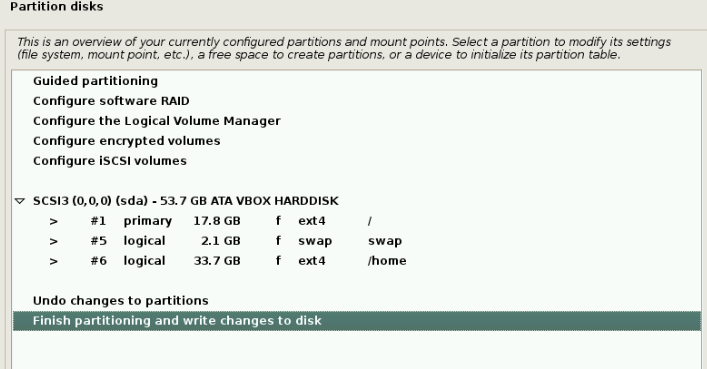 Partition disks
This is an overview of your currently configured partitions and mount points. Select a partition to modify its settings
(file system, mount point, etc.), a free space to create partitions, or a device to initialize its partition table.
Guided partitioning
Configure software RAID
Configure the Logical Volume Manager
Configure encrypted volumes
Configure iSCSI volumes
SCSI3 (0,0,0) (sda) - 53.7 GB ATA VBOX HARDDISK
> #1 primary 17.8 GB f ext4 /
> #5 logical 2.1 GB f swap swap
> #6 logical 33.7 GB f ext4 /home
Undo changes to partitions
Finish partitioning and write changes to disk